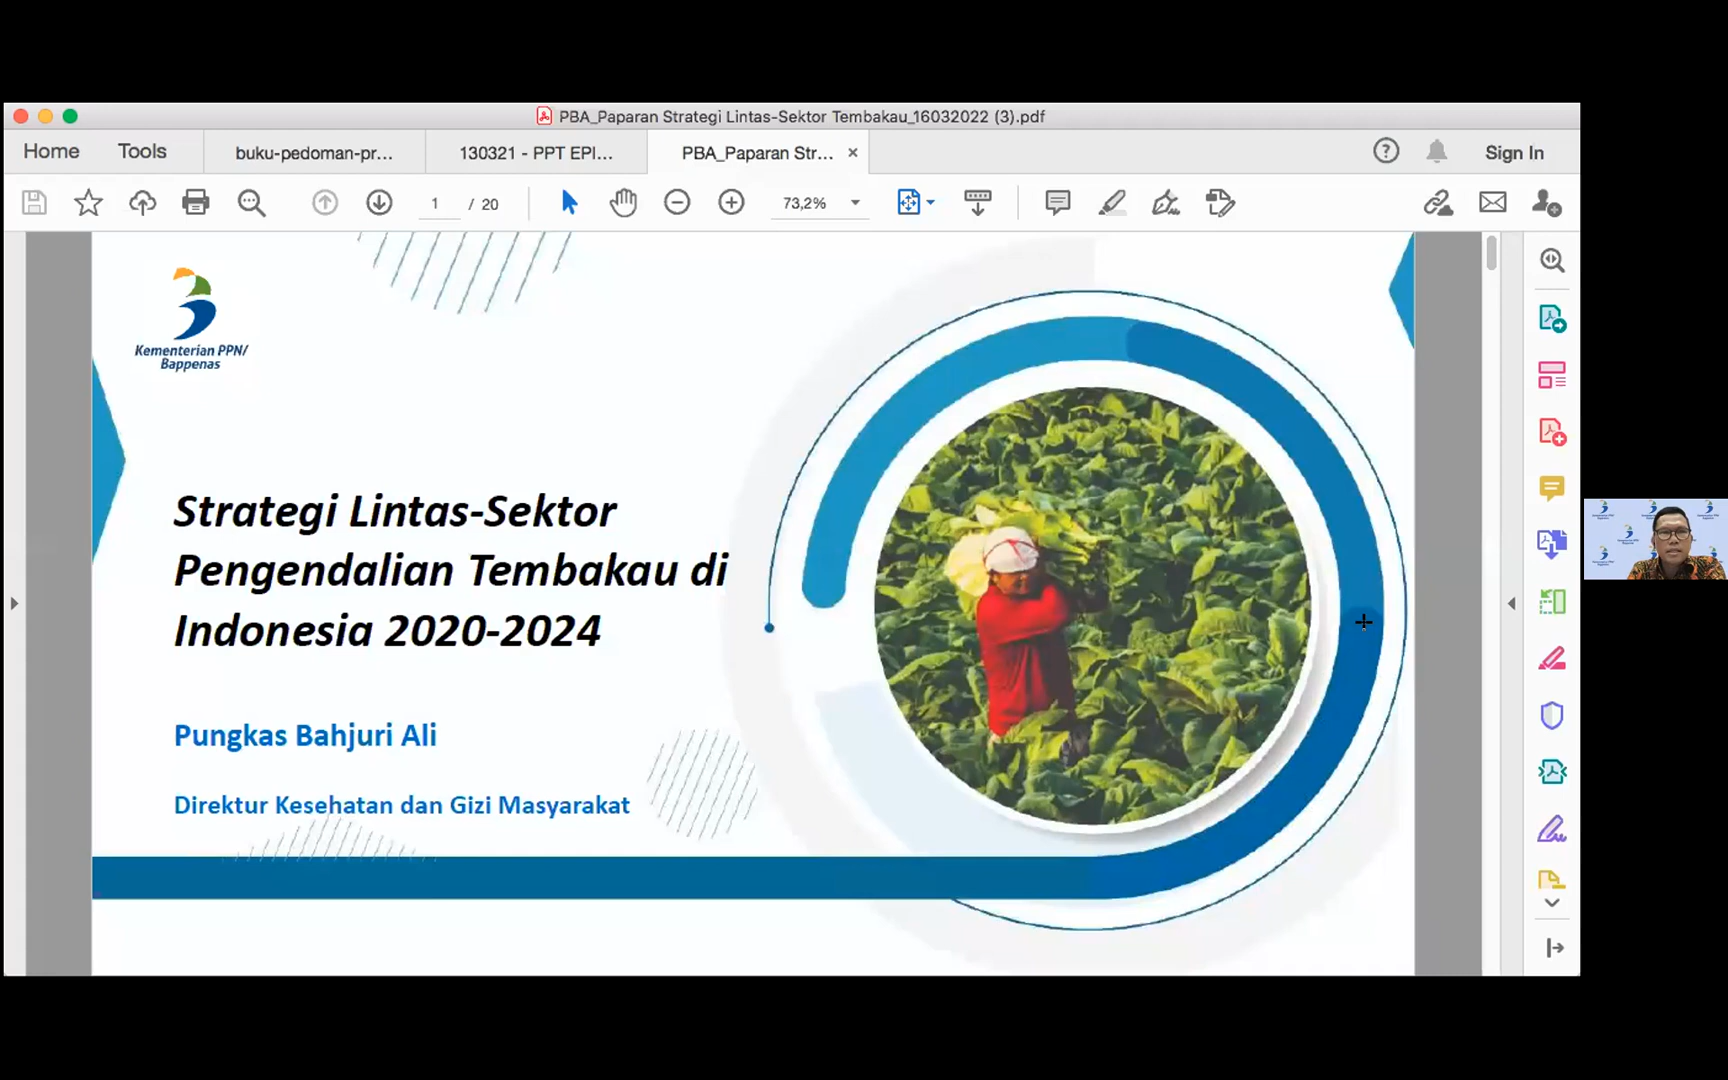 PBA_Paparan Strategi Lintas-Sektor Tembakau_16032022 (3).pdf
Home
Tools
buku-pedoman-pr...
130321 - PPT EPI...
PBA_Paparan Str...
Sign In
1
/ 20
73,2%
Kementerian PPN/
Bappenas
Strategi Lintas-Sektor
Pengendalian Tembakau di
Indonesia 2020-2024
Pungkas Bahjuri Ali
Direktur Kesehatan dan Gizi Masyarakat